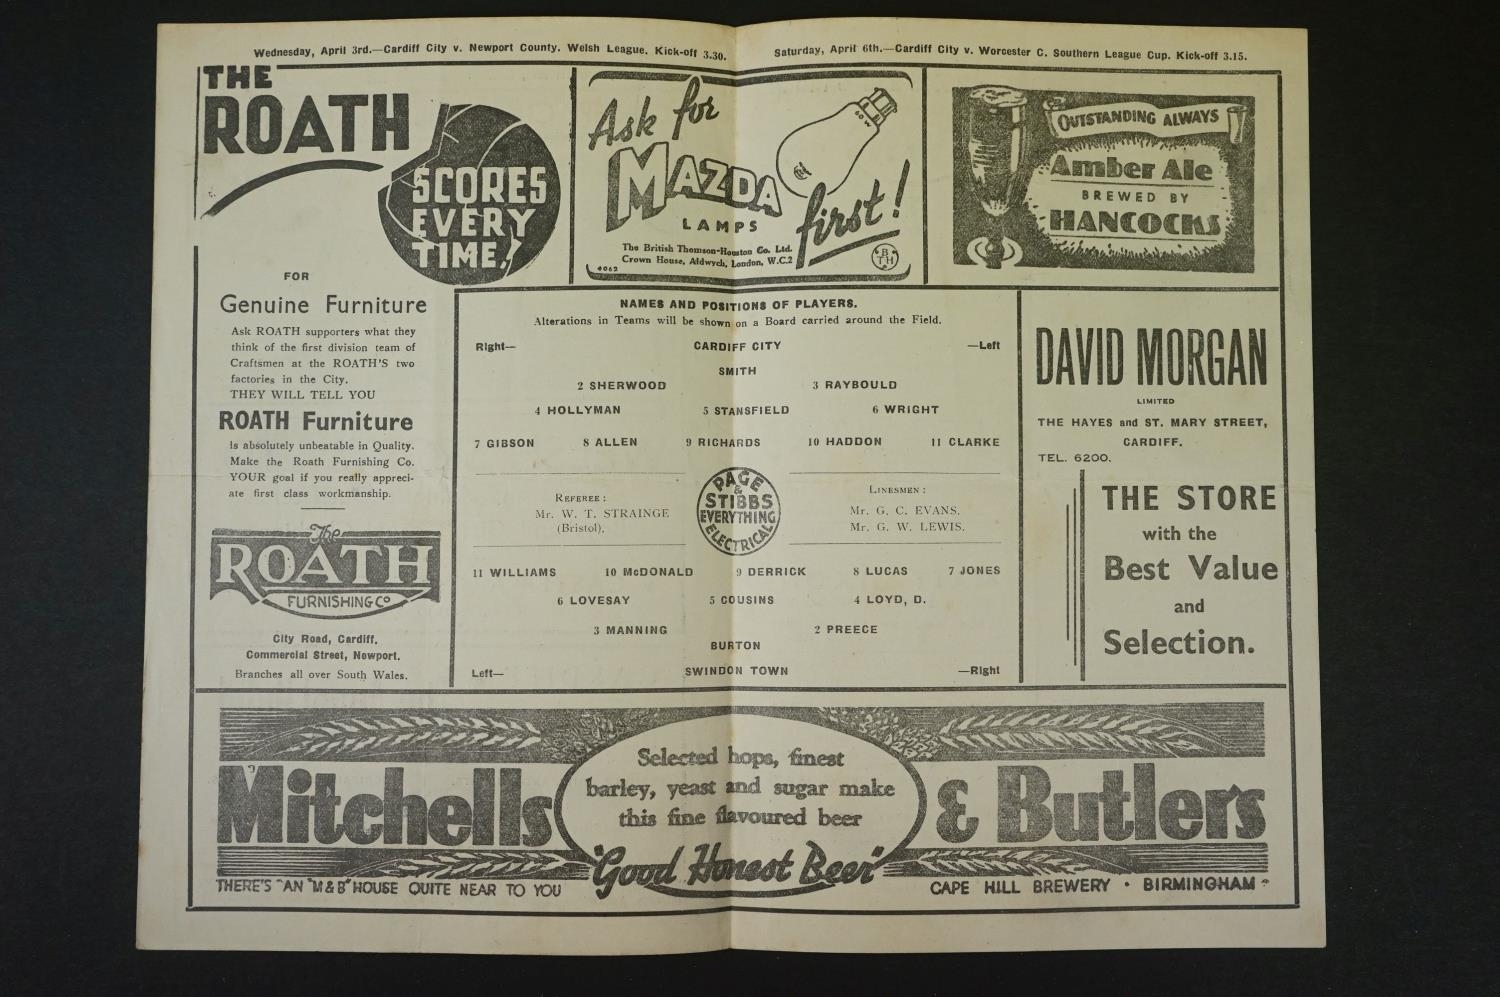 Wednesday, April 3rd.—Cardiff City v. Newport County. Welsh League. Kick-off 3.30.
Saturday, April 6th.—Cardiff City v. Worcester C. Southern League Cup. Kick-off 3.15.
THE
ROATH
SCORES
EVERY
TIME!
FOR
Genuine Furniture
Ask ROATH supporters what they
think of the first division team of
Craftsmen at the ROATH'S two
factories in the City.
THEY WILL TELL YOU
ROATH Furniture
is absolutely unbeatable in Quality.
Make the Roath Furnishing Co.
YOUR goal if you really appreci-
ate first class workmanship.
The
ROATH
FURNISHING Co
City Road, Cardiff.
Commercial Street, Newport.
Branches all over South Wales.
Ask for
MAZDA
LAMPS
first!
60 W
The British Thomson-Houston Co. Ltd.
Crown House, Aldwych, London, W.C.2
4062
BTH
OUTSTANDING ALWAYS
Amber Ale
BREWED BY
HANCOCKS
NAMES AND POSITIONS OF PLAYERS.
Alterations in Teams will be shown on a Board carried around the Field.
Right— CARDIFF CITY —Left
SMITH
2 SHERWOOD 3 RAYBOULD
4 HOLLYMAN 5 STANSFIELD 6 WRIGHT
7 GIBSON 8 ALLEN 9 RICHARDS 10 HADDON 11 CLARKE
REFEREE :
Mr. W. T. STRAINGE
(Bristol).
PAGE
&
STIBBS
EVERYTHING
ELECTRICAL
LINESMEN :
Mr. G. C. EVANS.
Mr. G. W. LEWIS.
11 WILLIAMS 10 McDONALD 9 DERRICK 8 LUCAS 7 JONES
6 LOVESAY 5 COUSINS 4 LOYD, D.
3 MANNING 2 PREECE
BURTON
Left— SWINDON TOWN —Right
DAVID MORGAN
LIMITED
THE HAYES and ST. MARY STREET,
CARDIFF.
TEL. 6200.
THE STORE
with the
Best Value
and
Selection.
Mitchells & Butlers
Selected hops, finest
barley, yeast and sugar make
this fine flavoured beer
"Good Honest Beer"
THERE'S "AN "M&B" HOUSE QUITE NEAR TO YOU
CAPE HILL BREWERY • BIRMINGHAM